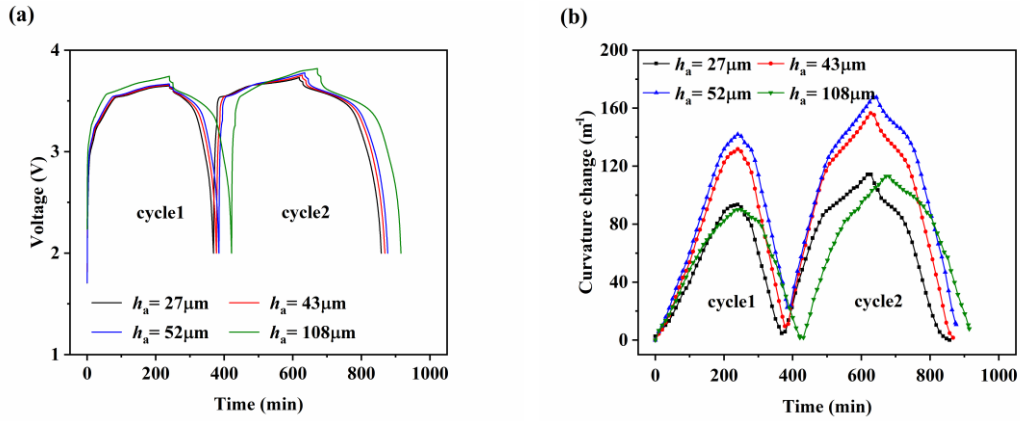 (a)
4
3
2
1
Voltage (V)
cycle1
cycle2
hₐ= 27μm
hₐ= 43μm
hₐ= 52μm
hₐ= 108μm
0
200
400
600
800
1000
Time (min)
(b)
200
160
120
80
40
0
Curvature change (m⁻¹)
hₐ= 27μm
hₐ= 43μm
hₐ= 52μm
hₐ= 108μm
cycle1
cycle2
0
200
400
600
800
1000
Time (min)